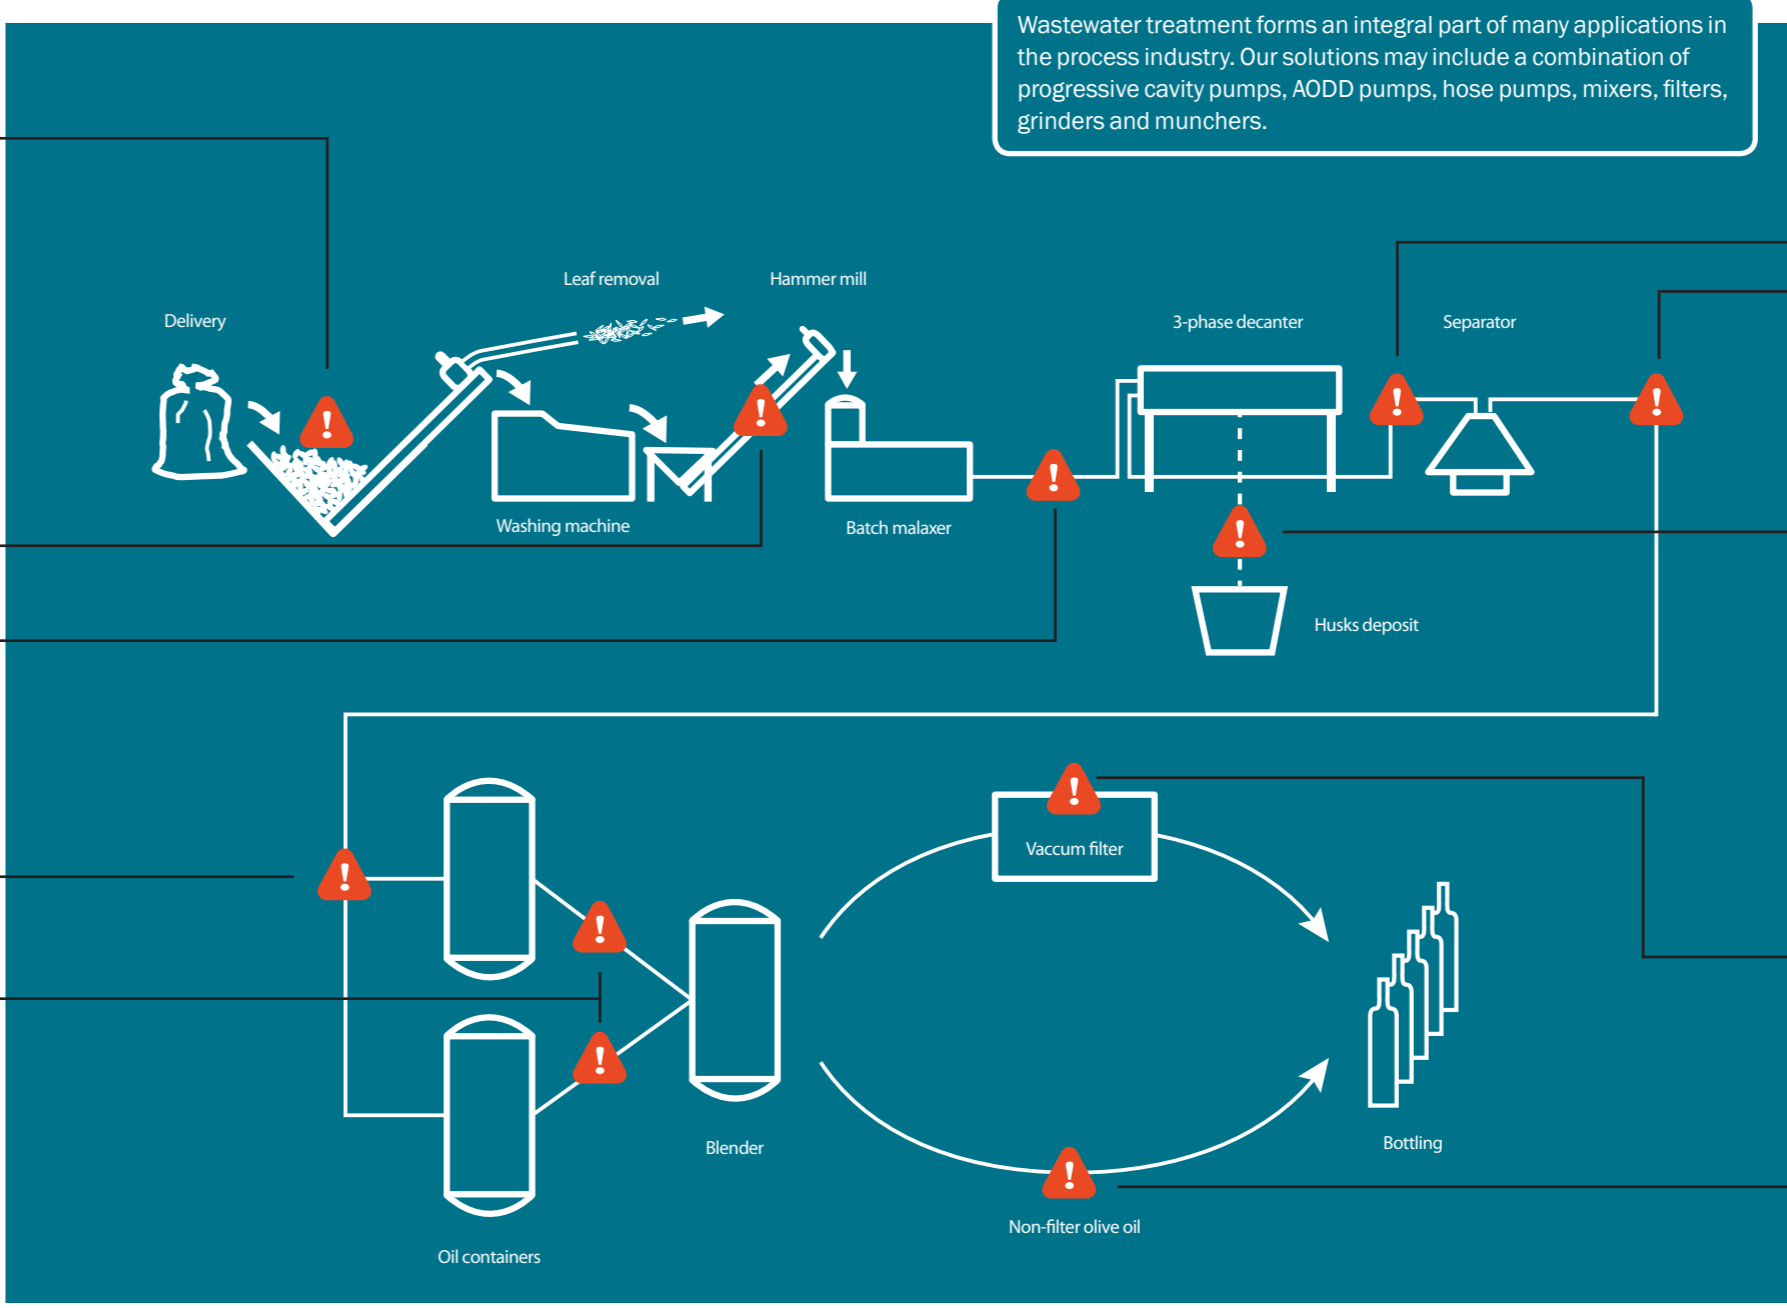 Wastewater treatment forms an integral part of many applications in
the process industry. Our solutions may include a combination of
progressive cavity pumps, AODD pumps, hose pumps, mixers, filters,
grinders and munchers.
Leaf removal
Hammer mill
Delivery
3-phase decanter
Separator
Washing machine
Batch malaxer
Husks deposit
Vaccum filter
Blender
Bottling
Non-filter olive oil
Oil containers